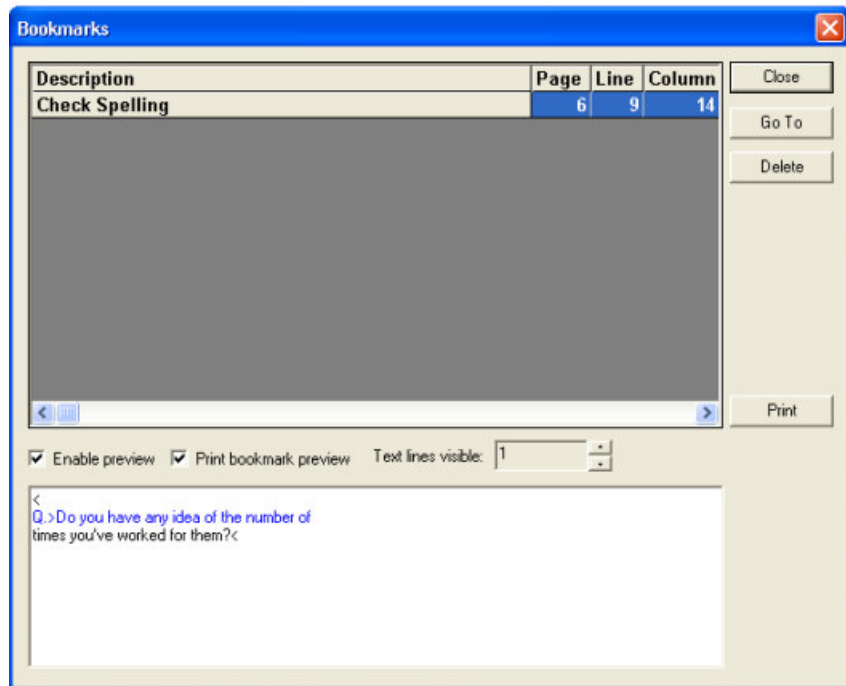 Bookmarks
Description Page Line Column
Check Spelling 6 9 14
Close
Go To
Delete
Print
Enable preview Print bookmark preview Text lines visible: 1
<
Q.>Do you have any idea of the number of
times you've worked for them?<